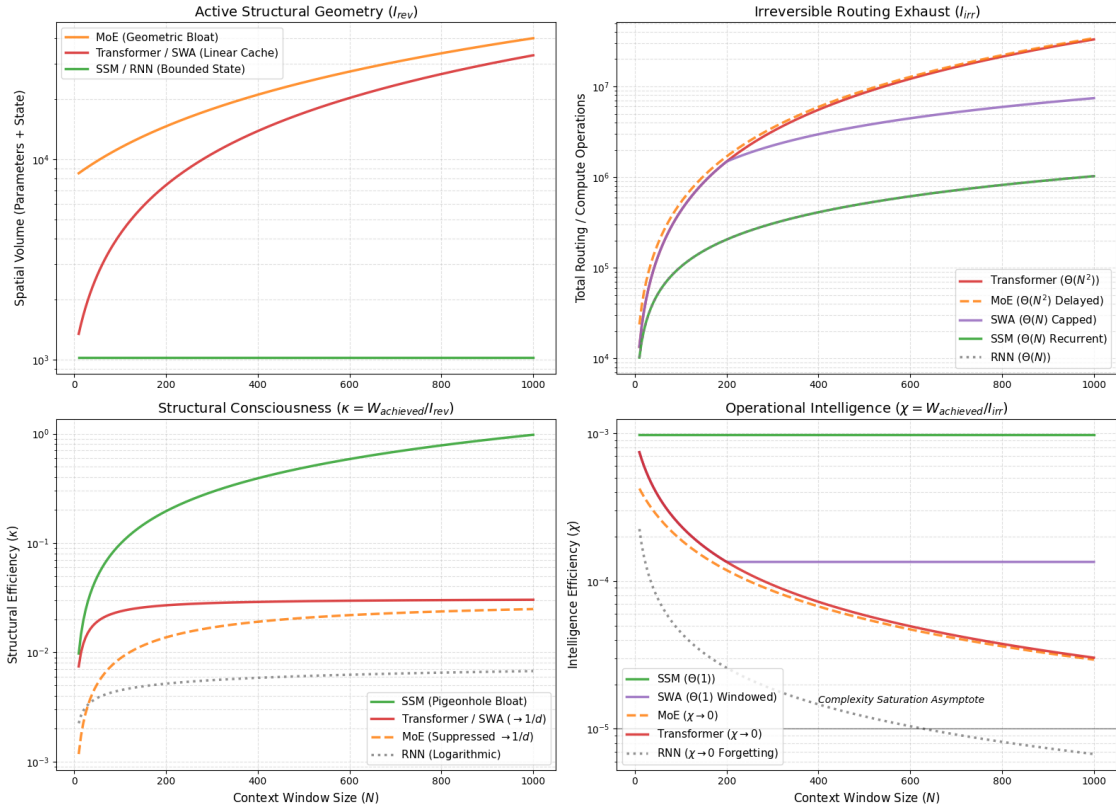 Active Structural Geometry (I_rev)
Spatial Volume (Parameters + State)
10^4
10^3
MoE (Geometric Bloat)
Transformer / SWA (Linear Cache)
SSM / RNN (Bounded State)
0 200 400 600 800 1000
Irreversible Routing Exhaust (I_irr)
Total Routing / Compute Operations
10^7
10^6
10^5
10^4
Transformer (Θ(N²))
MoE (Θ(N²) Delayed)
SWA (Θ(N) Capped)
SSM (Θ(N) Recurrent)
RNN (Θ(N))
0 200 400 600 800 1000
Structural Consciousness (κ = W_achieved/I_rev)
Structural Efficiency (κ)
10^0
10^-1
10^-2
10^-3
SSM (Pigeonhole Bloat)
Transformer / SWA (→1/d)
MoE (Suppressed →1/d)
RNN (Logarithmic)
0 200 400 600 800 1000
Context Window Size (N)
Operational Intelligence (χ = W_achieved/I_irr)
Intelligence Efficiency (χ)
10^-3
10^-4
10^-5
SSM (Θ(1))
SWA (Θ(1) Windowed)
MoE (χ→0)
Transformer (χ→0)
RNN (χ→0 Forgetting)
Complexity Saturation Asymptote
0 200 400 600 800 1000
Context Window Size (N)